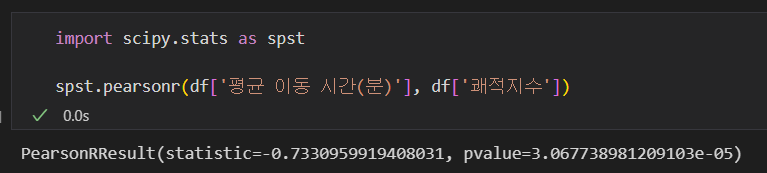 import scipy.stats as spst
spst.pearsonr(df['평균 이동 시간(분)'], df['쾌적지수'])
0.0s
PearsonRResult(statistic=-0.7330959919408031, pvalue=3.067738981209103e-05)